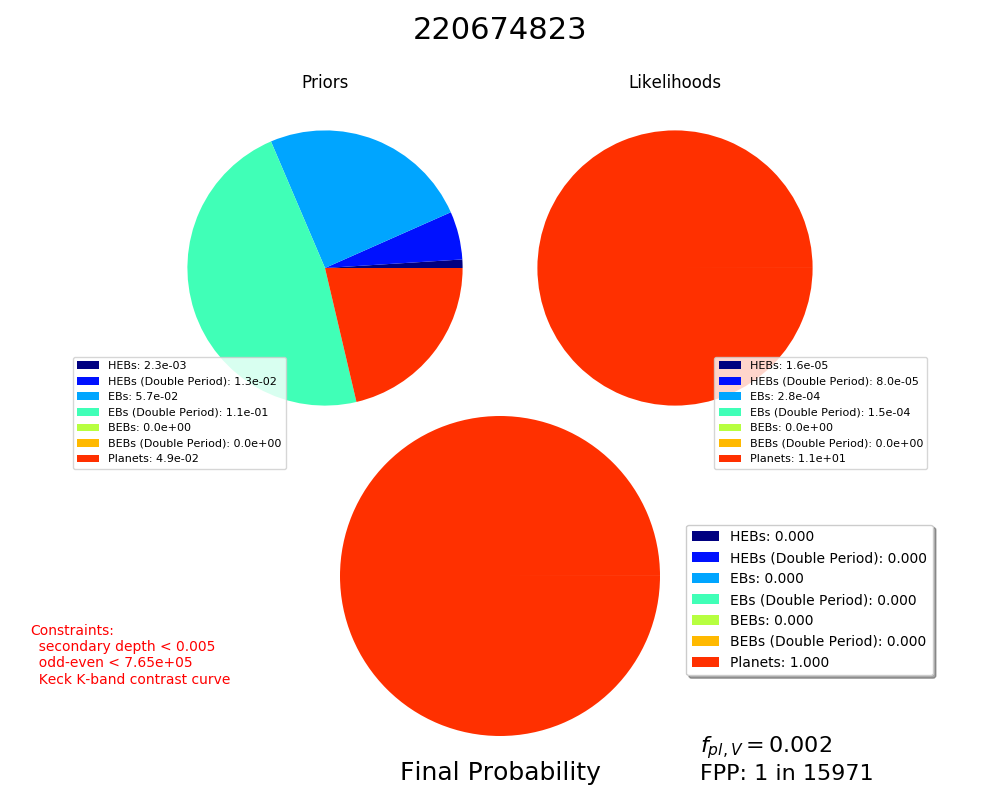 220674823
Priors
Likelihoods
HEBs: 2.3e-03
HEBs (Double Period): 1.3e-02
EBs: 5.7e-02
EBs (Double Period): 1.1e-01
BEBs: 0.0e+00
BEBs (Double Period): 0.0e+00
Planets: 4.9e-02
HEBs: 1.6e-05
HEBs (Double Period): 8.0e-05
EBs: 2.8e-04
EBs (Double Period): 1.5e-04
BEBs: 0.0e+00
BEBs (Double Period): 0.0e+00
Planets: 1.1e+01
HEBs: 0.000
HEBs (Double Period): 0.000
EBs: 0.000
EBs (Double Period): 0.000
BEBs: 0.000
BEBs (Double Period): 0.000
Planets: 1.000
Constraints:
secondary depth < 0.005
odd-even < 7.65e+05
Keck K-band contrast curve
Final Probability
f_{pl,V} = 0.002
FPP: 1 in 15971